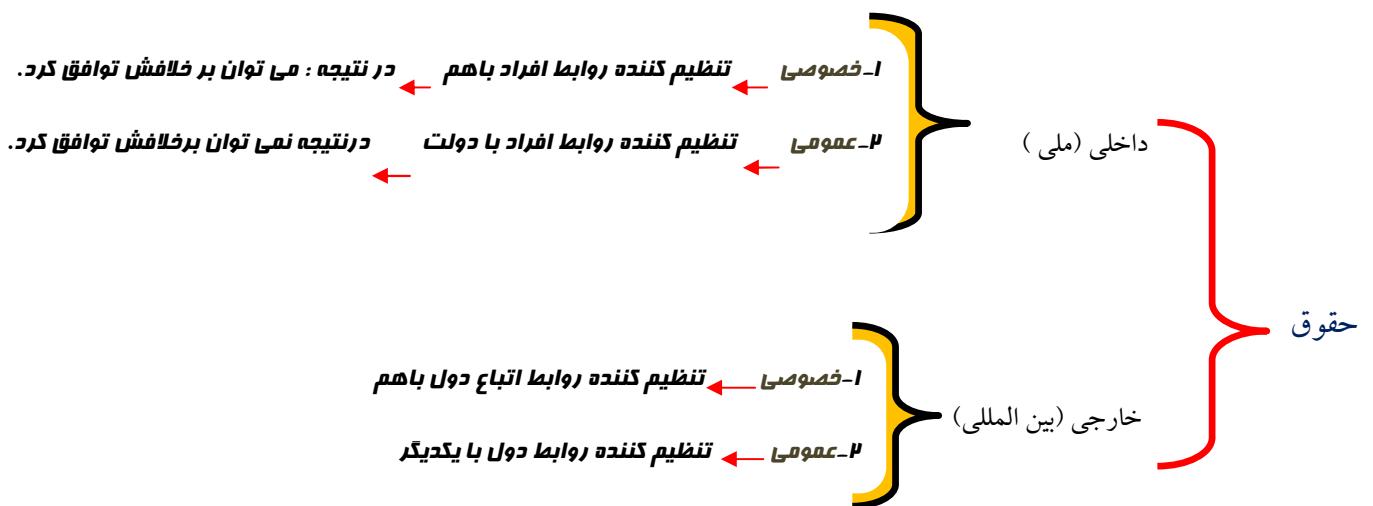 ۱-خصوصی تنظیم کننده روابط افراد باهم در نتیجه : می توان بر خلافش توافق کرد.
داخلی (ملی )
۲-عمومی تنظیم کننده روابط افراد با دولت درنتیجه نمی توان برخلافش توافق کرد.
حقوق
۱-خصوصی تنظیم کننده روابط اتباع دول باهم
خارجی (بین المللی)
۲-عمومی تنظیم کننده روابط دول با یکدیگر